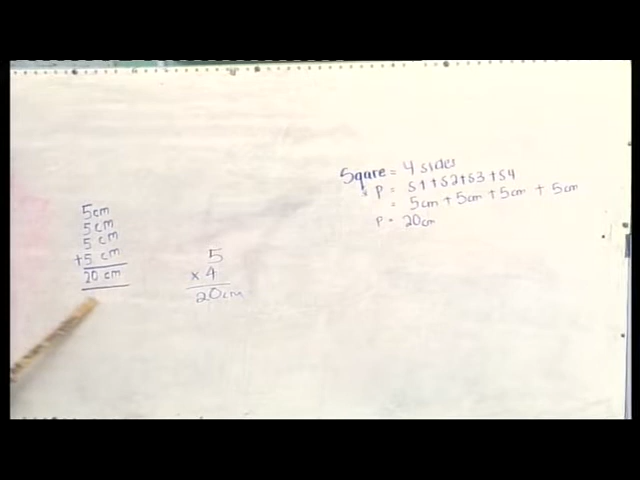 5cm
5cm
5 cm
+5 cm
20 cm
5
x 4
20cm
Sqare = 4 sides
P = S1+S2+S3+S4
= 5cm + 5cm + 5cm + 5cm
P = 20cm